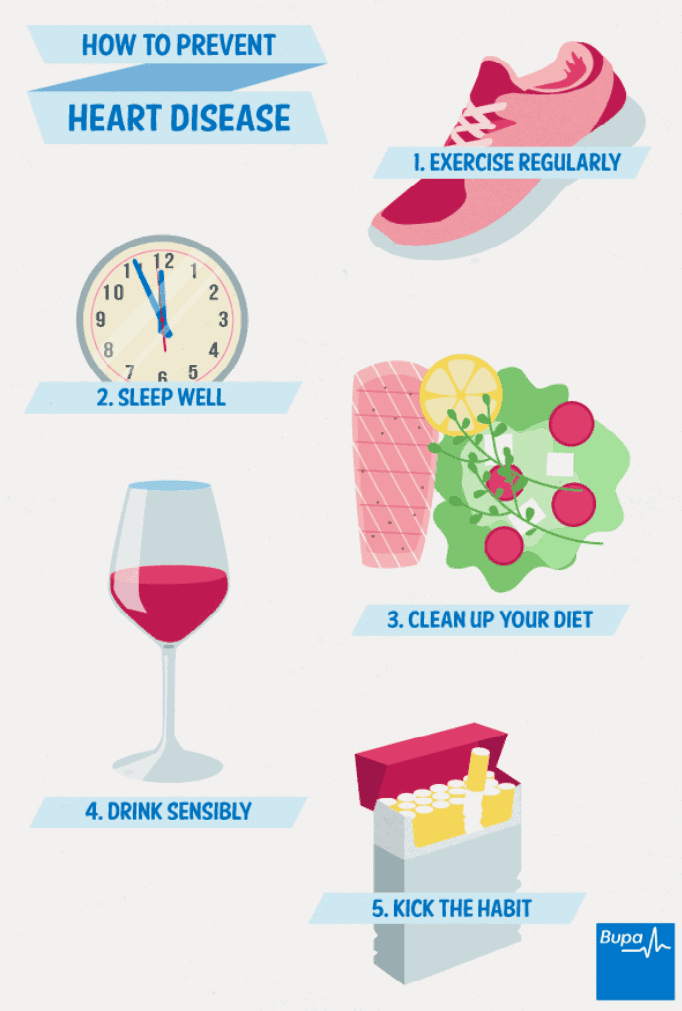 HOW TO PREVENT
HEART DISEASE
1. EXERCISE REGULARLY
12
11
1
10
2
9
3
8
4
7
6
5
2. SLEEP WELL
3. CLEAN UP YOUR DIET
4. DRINK SENSIBLY
5. KICK THE HABIT
Bupa